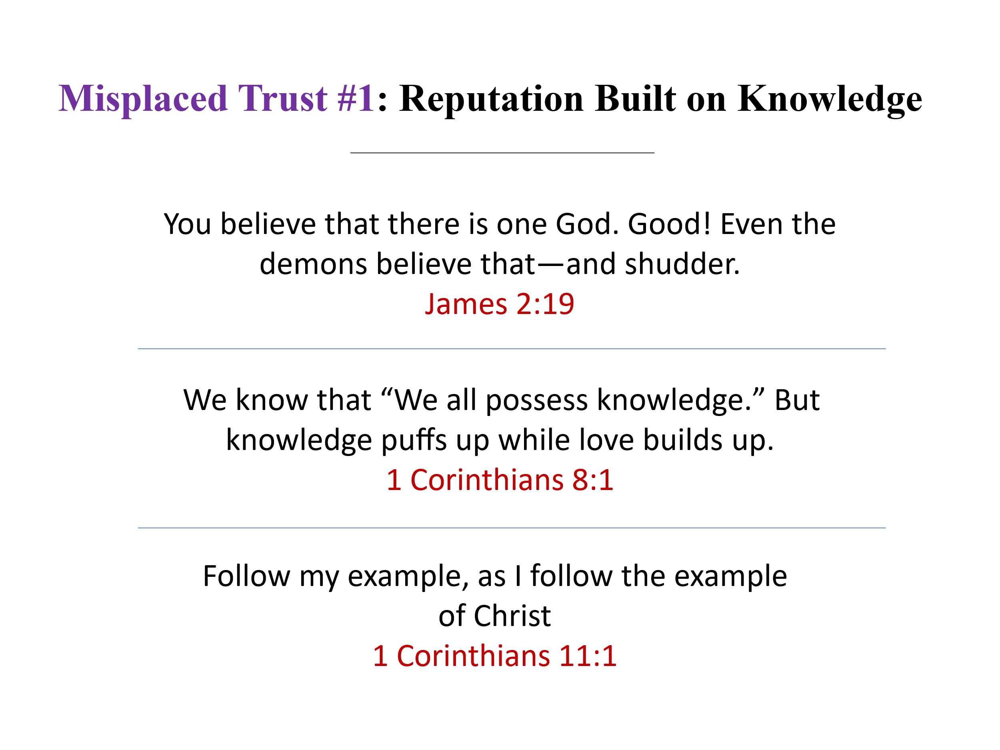 Misplaced Trust #1: Reputation Built on Knowledge
You believe that there is one God. Good! Even the
demons believe that—and shudder.
James 2:19
We know that “We all possess knowledge.” But
knowledge puffs up while love builds up.
1 Corinthians 8:1
Follow my example, as I follow the example
of Christ
1 Corinthians 11:1